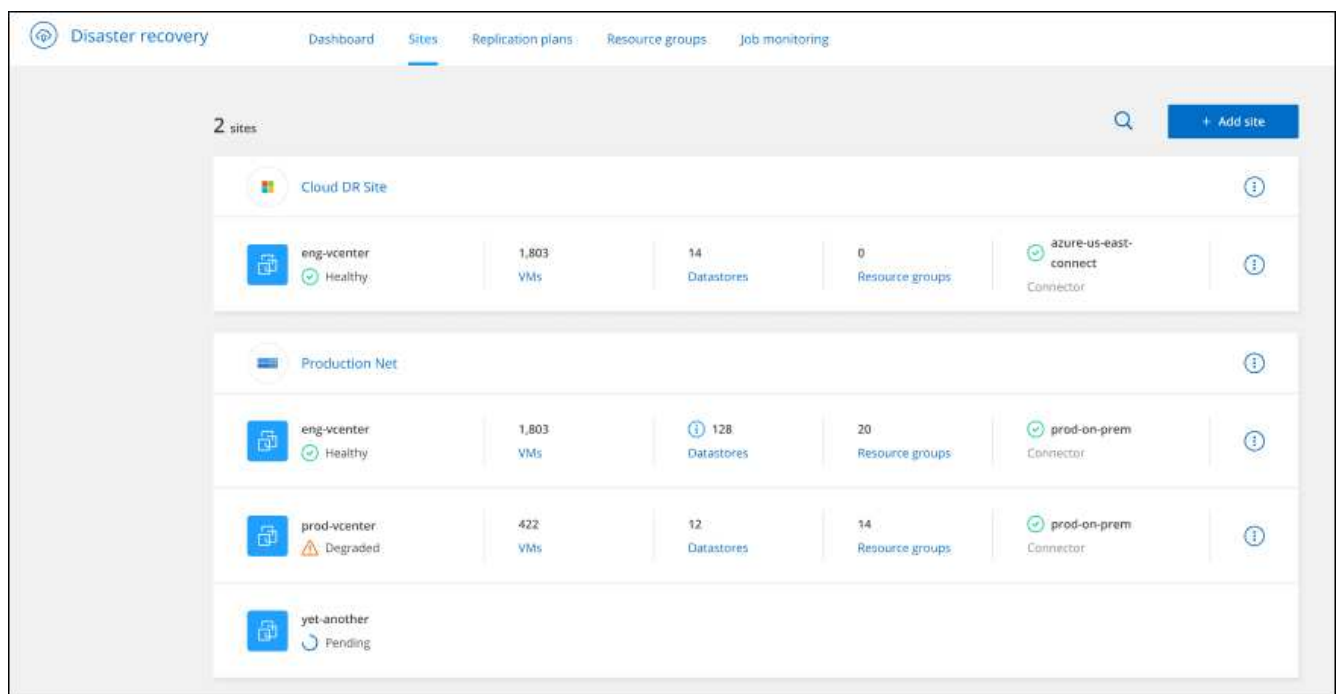 Disaster recovery
Dashboard Sites Replication plans Resource groups Job monitoring
2 sites
+ Add site
Cloud DR Site
eng-vcenter
Healthy
1,803
VMs
14
Datastores
0
Resource groups
azure-us-east-
connect
Connector
Production Net
eng-vcenter
Healthy
1,803
VMs
128
Datastores
20
Resource groups
prod-on-prem
Connector
prod-vcenter
Degraded
422
VMs
12
Datastores
14
Resource groups
prod-on-prem
Connector
yet-another
Pending